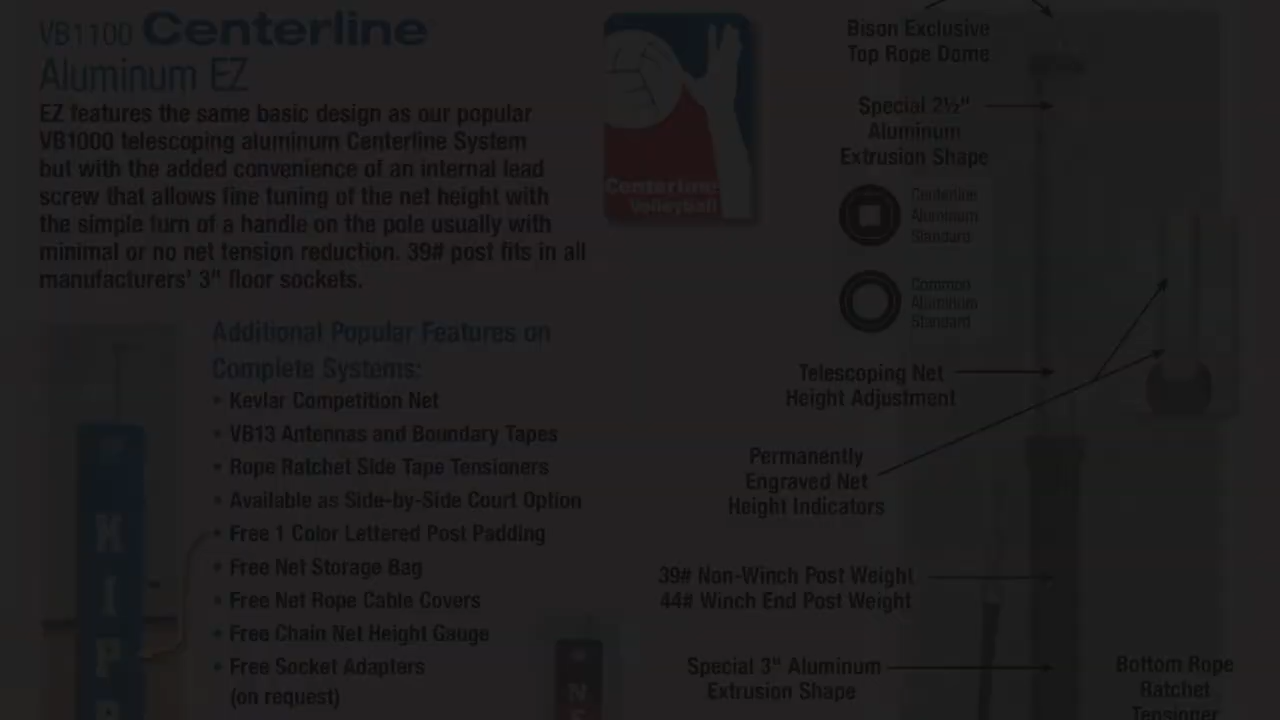 VB1100 Centerline
Aluminum EZ
EZ features the same basic design as our popular
VB1000 telescoping aluminum Centerline System
but with the added convenience of an internal lead
screw that allows fine tuning of the net height with
the simple turn of a handle on the pole usually with
minimal or no net tension reduction. 39# post fits in all
manufacturers' 3" floor sockets.
Centerline
Volleyball
Additional Popular Features on
Complete Systems:
• Kevlar Competition Net
• VB13 Antennas and Boundary Tapes
• Rope Ratchet Side Tape Tensioners
• Available as Side-by-Side Court Option
• Free 1 Color Lettered Post Padding
• Free Net Storage Bag
• Free Net Rope Cable Covers
• Free Chain Net Height Gauge
• Free Socket Adapters
(on request)
K
I
P
N
Bison Exclusive
Top Rope Dome
Special 2½"
Aluminum
Extrusion Shape
Centerline
Aluminum
Standard
Common
Aluminum
Standard
Telescoping Net
Height Adjustment
Permanently
Engraved Net
Height Indicators
39# Non-Winch Post Weight
44# Winch End Post Weight
Special 3" Aluminum
Extrusion Shape
Bottom Rope
Ratchet
Tensioner